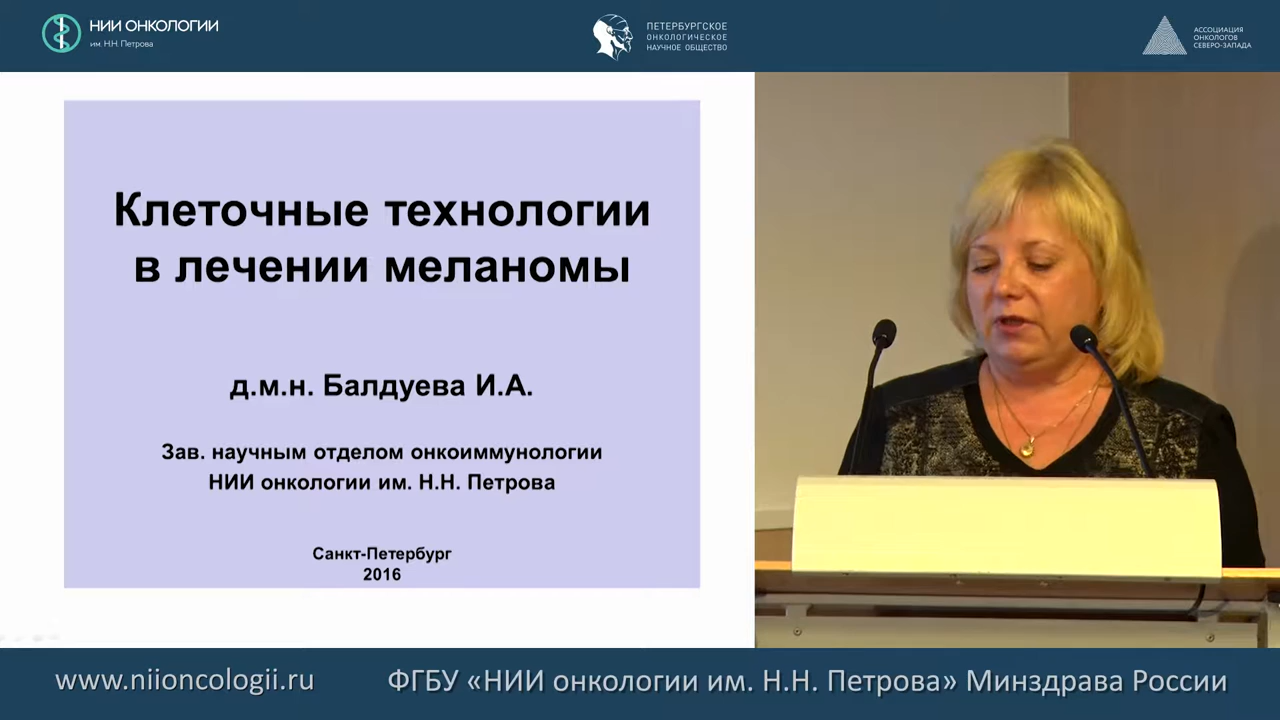 НИИ ОНКОЛОГИИ
им. Н.Н. Петрова
ПЕТЕРБУРГСКОЕ
ОНКОЛОГИЧЕСКОЕ
НАУЧНОЕ ОБЩЕСТВО
АССОЦИАЦИЯ
ОНКОЛОГОВ
СЕВЕРО-ЗАПАДА
Клеточные технологии
в лечении меланомы
д.м.н. Балдуева И.А.
Зав. научным отделом онкоиммунологии
НИИ онкологии им. Н.Н. Петрова
Санкт-Петербург
2016
www.niioncologii.ru
ФГБУ «НИИ онкологии им. Н.Н. Петрова» Минздрава России